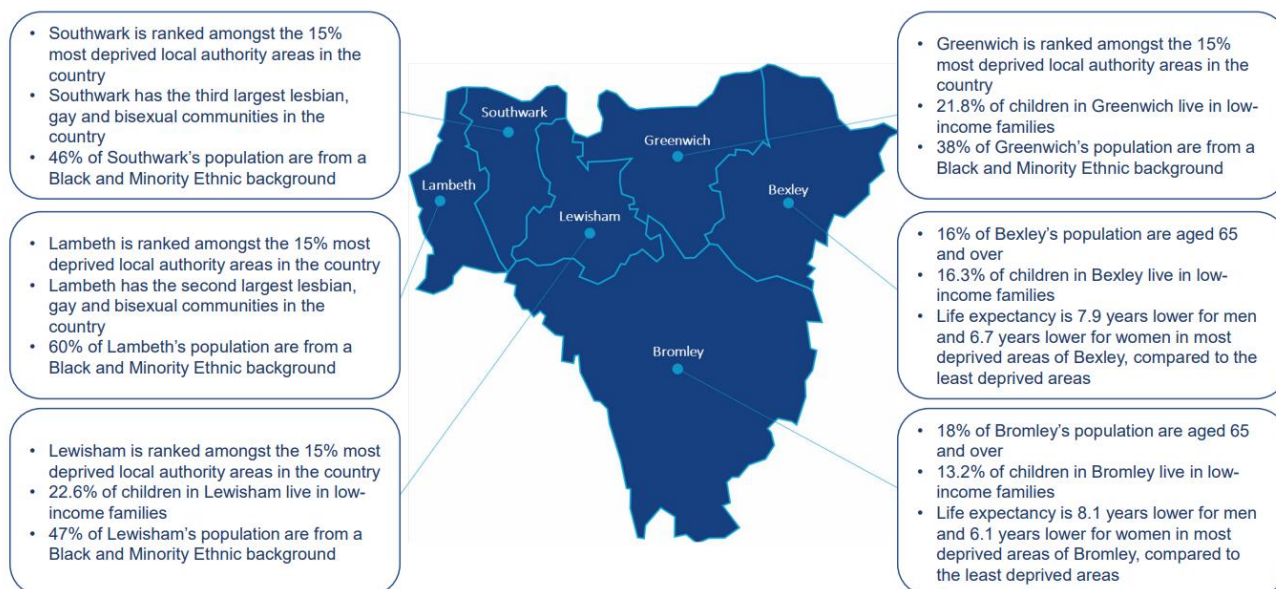 • Southwark is ranked amongst the 15%
most deprived local authority areas in the
country
• Southwark has the third largest lesbian,
gay and bisexual communities in the
country
• 46% of Southwark's population are from a
Black and Minority Ethnic background
• Lambeth is ranked amongst the 15% most
deprived local authority areas in the country
• Lambeth has the second largest lesbian,
gay and bisexual communities in the
country
• 60% of Lambeth's population are from a
Black and Minority Ethnic background
• Lewisham is ranked amongst the 15% most
deprived local authority areas in the country
• 22.6% of children in Lewisham live in low-
income families
• 47% of Lewisham's population are from a
Black and Minority Ethnic background
Southwark
Greenwich
Lambeth
Bexley
Lewisham
Bromley
• Greenwich is ranked amongst the 15%
most deprived local authority areas in the
country
• 21.8% of children in Greenwich live in low-
income families
• 38% of Greenwich's population are from a
Black and Minority Ethnic background
• 16% of Bexley's population are aged 65
and over
• 16.3% of children in Bexley live in low-
income families
• Life expectancy is 7.9 years lower for men
and 6.7 years lower for women in most
deprived areas of Bexley, compared to the
least deprived areas
• 18% of Bromley's population are aged 65
and over
• 13.2% of children in Bromley live in low-
income families
• Life expectancy is 8.1 years lower for men
and 6.1 years lower for women in most
deprived areas of Bromley, compared to
the least deprived areas